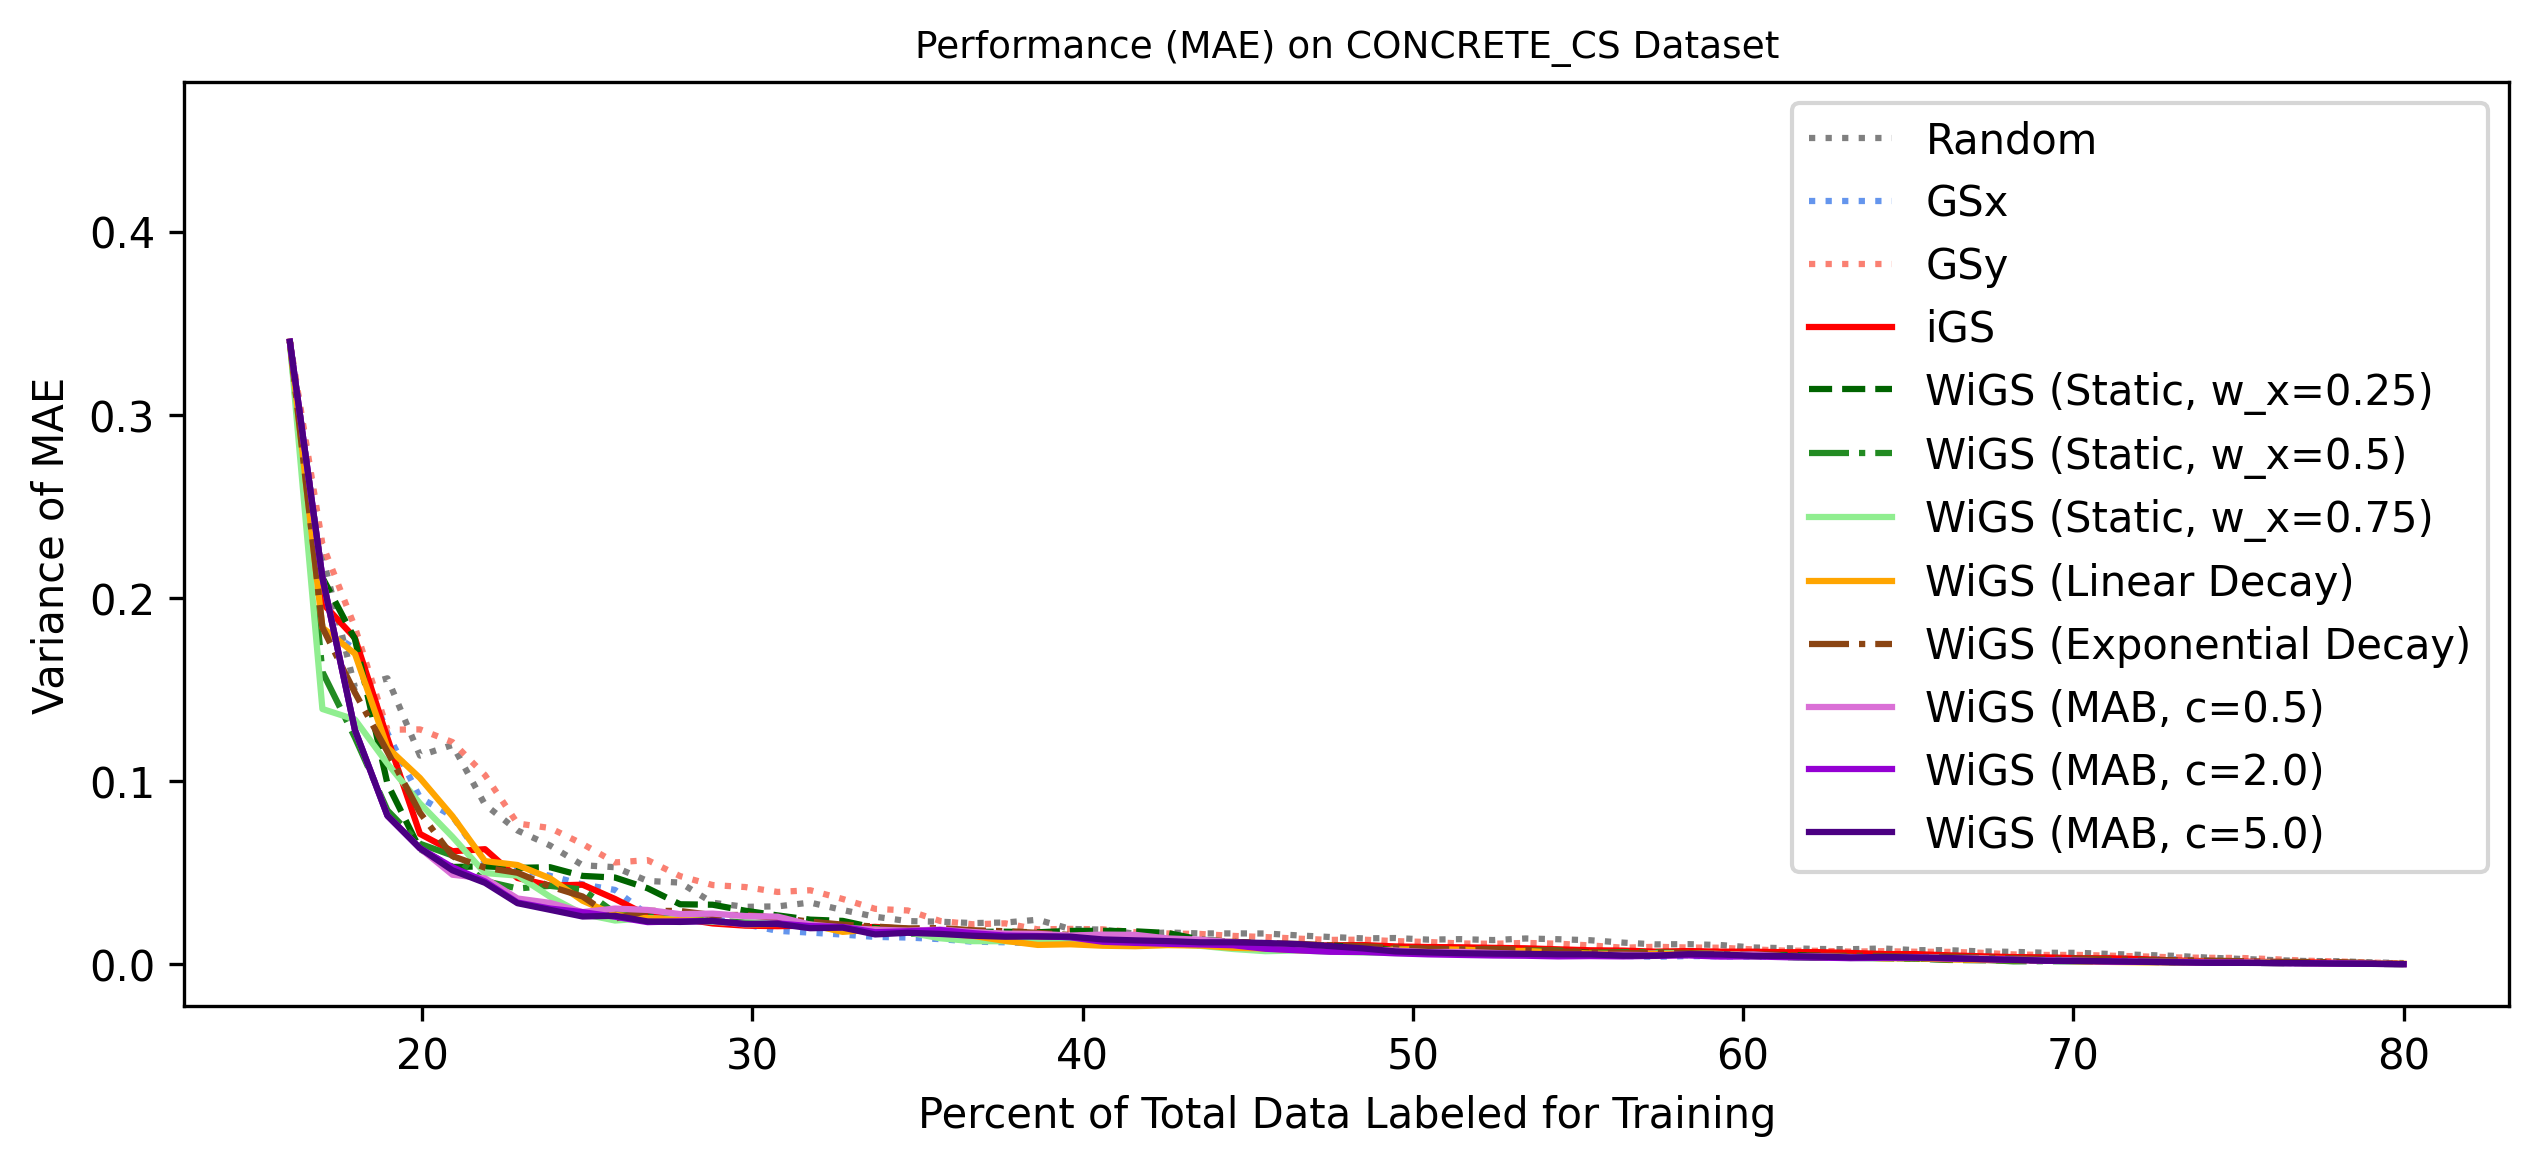 Performance (MAE) on CONCRETE_CS Dataset
Variance of MAE
0.4
0.3
0.2
0.1
0.0
Random
GSx
GSy
iGS
WiGS (Static, w_x=0.25)
WiGS (Static, w_x=0.5)
WiGS (Static, w_x=0.75)
WiGS (Linear Decay)
WiGS (Exponential Decay)
WiGS (MAB, c=0.5)
WiGS (MAB, c=2.0)
WiGS (MAB, c=5.0)
20 30 40 50 60 70 80
Percent of Total Data Labeled for Training